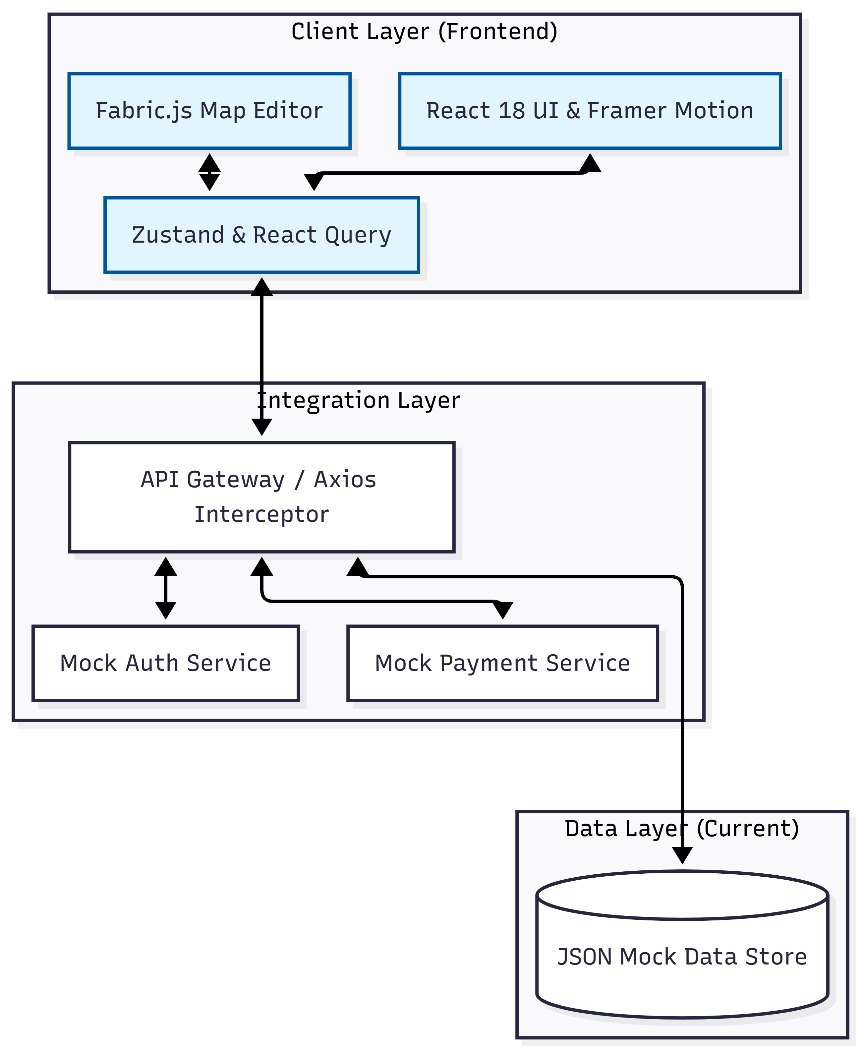 Client Layer (Frontend)
Fabric.js Map Editor
React 18 UI & Framer Motion
Zustand & React Query
Integration Layer
API Gateway / Axios
Interceptor
Mock Auth Service
Mock Payment Service
Data Layer (Current)
JSON Mock Data Store